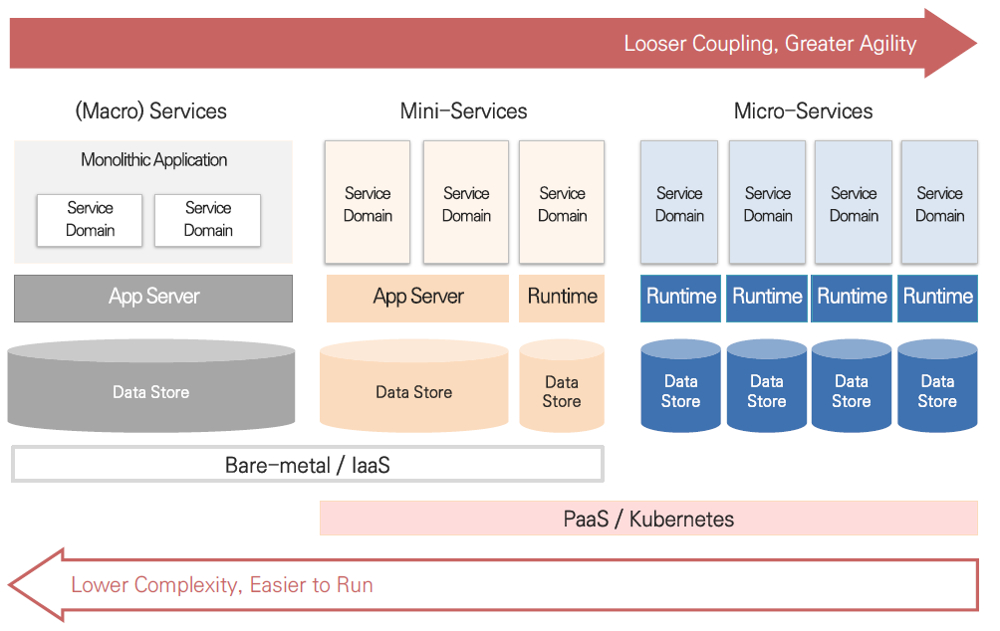 Looser Coupling, Greater Agility
(Macro) Services
Mini-Services
Micro-Services
Monolithic Application
Service
Domain
Service
Domain
Service
Domain
Service
Domain
Service
Domain
Service
Domain
Service
Domain
Service
Domain
Service
Domain
App Server
App Server
Runtime
Runtime
Runtime
Runtime
Runtime
Data Store
Data Store
Data
Store
Data
Store
Data
Store
Data
Store
Data
Store
Bare-metal / IaaS
PaaS / Kubernetes
Lower Complexity, Easier to Run